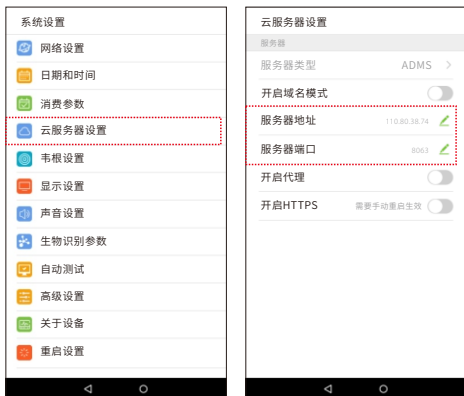 系统设置
网络设置
日期和时间
消费参数
云服务器设置
韦根设置
显示设置
声音设置
生物识别参数
自动测试
高级设置
关于设备
重启设置
云服务器设置
服务器
服务器类型 ADMS
开启域名模式
服务器地址 110.80.38.74
服务器端口 8063
开启代理
开启HTTPS 需要手动重启生效